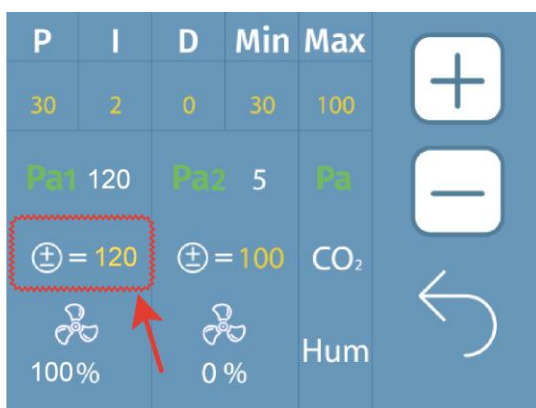 P I D Min Max
30 2 0 30 100
Pa1 120 Pa2 5 Pa
± = 120 ± = 100 CO₂
100% 0 % Hum